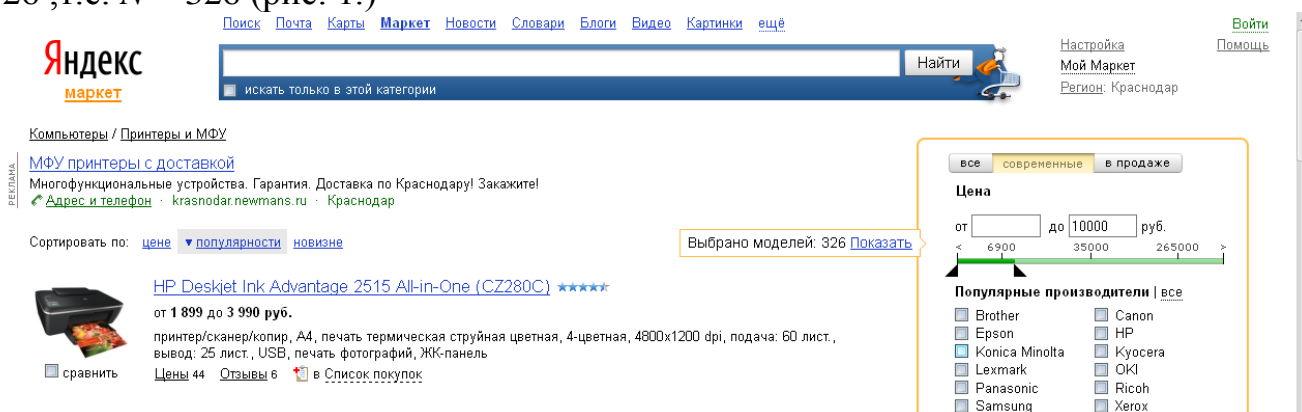 28 ,т.е. N = 326 (рис. 1.)
Поиск Почта Карты Маркет Новости Словари Блоги Видео Картинки ещё
Войти
Яндекс
маркет
Найти
искать только в этой категории
Настройка
Помощь
Мой Маркет
Регион: Краснодар
Компьютеры / Принтеры и МФУ
РЕКЛАМА
МФУ принтеры с доставкой
Многофункциональные устройства. Гарантия. Доставка по Краснодару! Закажите!
Адрес и телефон · krasnodar.newmans.ru · Краснодар
Сортировать по: цене ▼ популярности новизне
Выбрано моделей: 326 Показать
HP Deskjet Ink Advantage 2515 All-in-One (CZ280C)
от 1 899 до 3 990 руб.
принтер/сканер/копир, A4, печать термическая струйная цветная, 4-цветная, 4800x1200 dpi, подача: 60 лист.,
вывод: 25 лист., USB, печать фотографий, ЖК-панель
сравнить
Цены 44 Отзывы 6 в Список покупок
все современные в продаже
Цена
от до 10000 руб.
< 6900 35000 265000 >
Популярные производители | все
Brother Canon
Epson HP
Konica Minolta Kyocera
Lexmark OKI
Panasonic Ricoh
Samsung Xerox